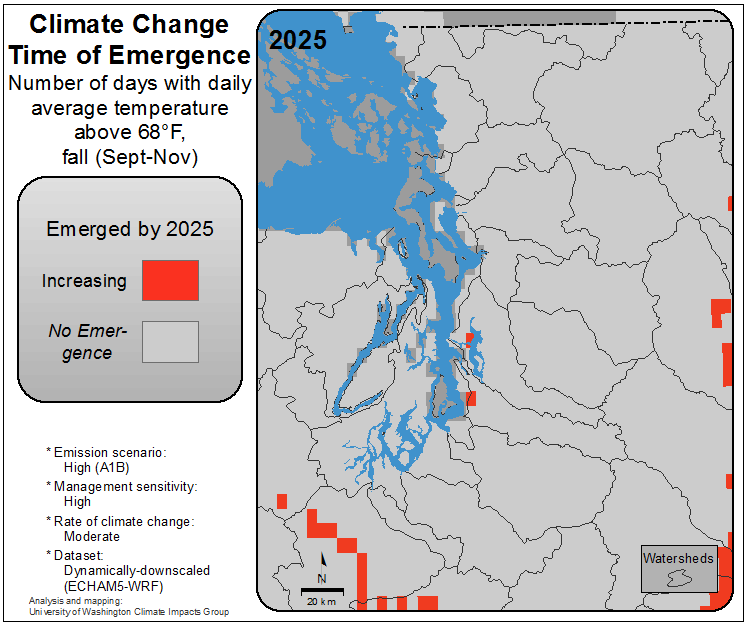 Climate Change
Time of Emergence
Number of days with daily
average temperature
above 68°F,
fall (Sept-Nov)
Emerged by 2025
Increasing
No Emer-
gence
* Emission scenario:
High (A1B)
* Management sensitivity:
High
* Rate of climate change:
Moderate
* Dataset:
Dynamically-downscaled
(ECHAM5-WRF)
Analysis and mapping:
University of Washington Climate Impacts Group
2025
N
20 km
Watersheds